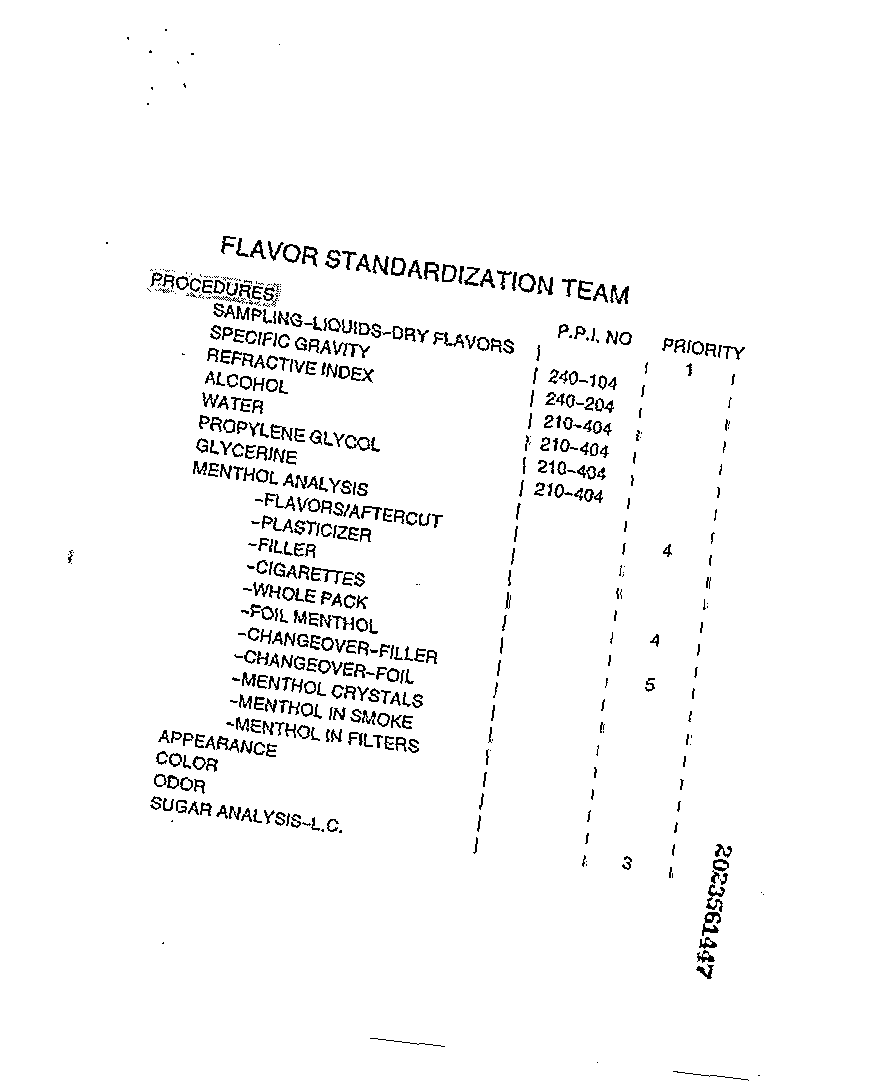 FLAVOR STANDARDIZATION TEAM
PROCEDURES P.P.I. NO PRIORITY
SAMPLING-LIQUIDS-DRY FLAVORS 1
SPECIFIC GRAVITY 240-104
REFRACTIVE INDEX 240-204
ALCOHOL 210-404
WATER 210-404
PROPYLENE GLYCOL 210-404
GLYCERINE 210-404
MENTHOL ANALYSIS
-FLAVORS/AFTERCUT 4
-PLASTICIZER
-FILLER
-CIGARETTES
-WHOLE PACK 4
-FOIL MENTHOL
-CHANGEOVER-FILLER 5
-CHANGEOVER-FOIL
-MENTHOL CRYSTALS
-MENTHOL IN SMOKE
-MENTHOL IN FILTERS
APPEARANCE
COLOR
ODOR
SUGAR ANALYSIS-L.C. 3
2023561447